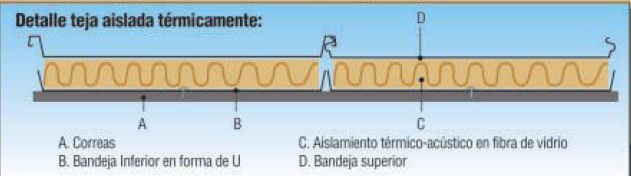 Detalle teja aislada térmicamente:
D
A
B
C
A. Correas
B. Bandeja Inferior en forma de U
C. Aislamiento térmico-acústico en fibra de vidrio
D. Bandeja superior